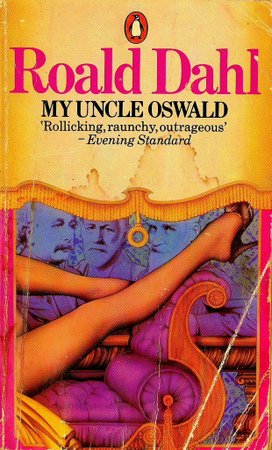 Roald Dahl
MY UNCLE OSWALD
'Rollicking, raunchy, outrageous'
– Evening Standard